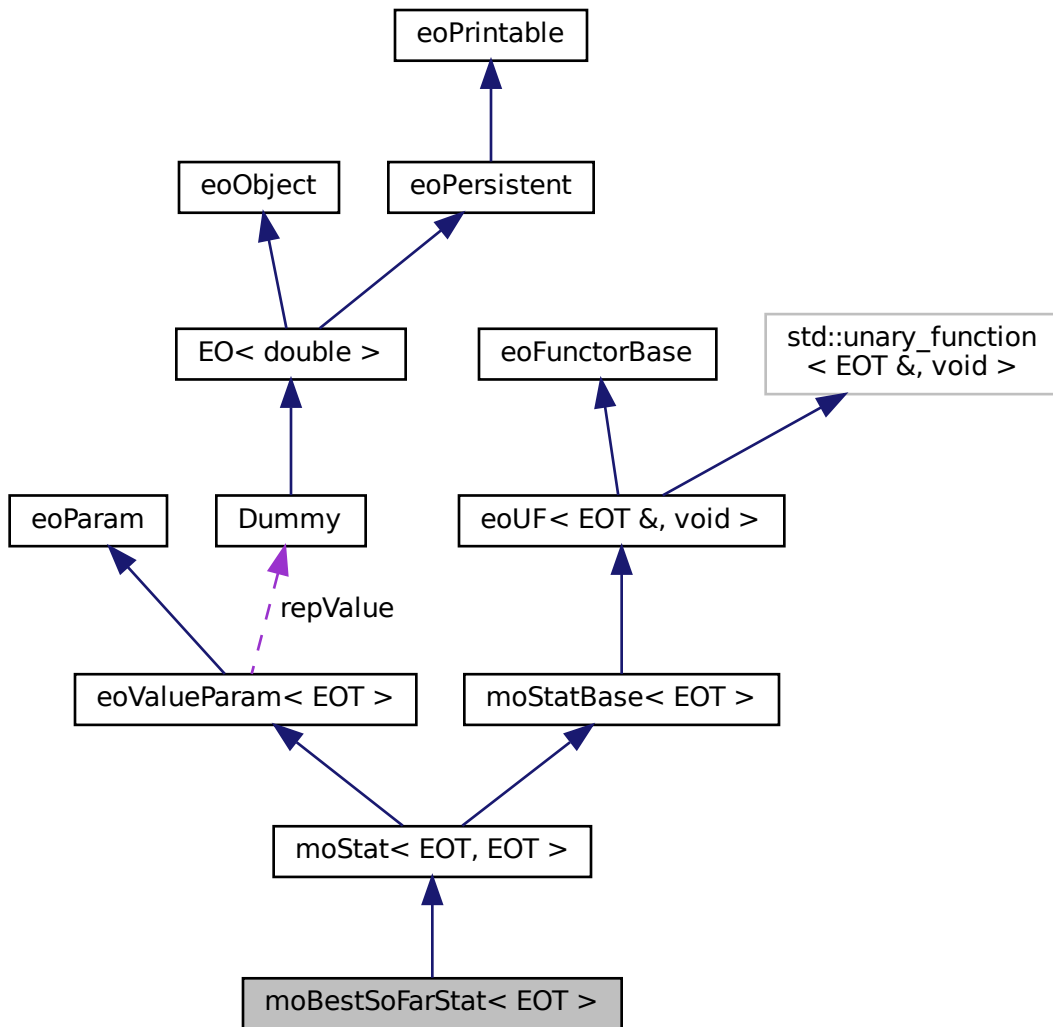 eoPrintable
eoObject
eoPersistent
EO< double >
eoFunctorBase
std::unary_function
< EOT &, void >
eoParam
Dummy
eoUF< EOT &, void >
repValue
eoValueParam< EOT >
moStatBase< EOT >
moStat< EOT, EOT >
moBestSoFarStat< EOT >